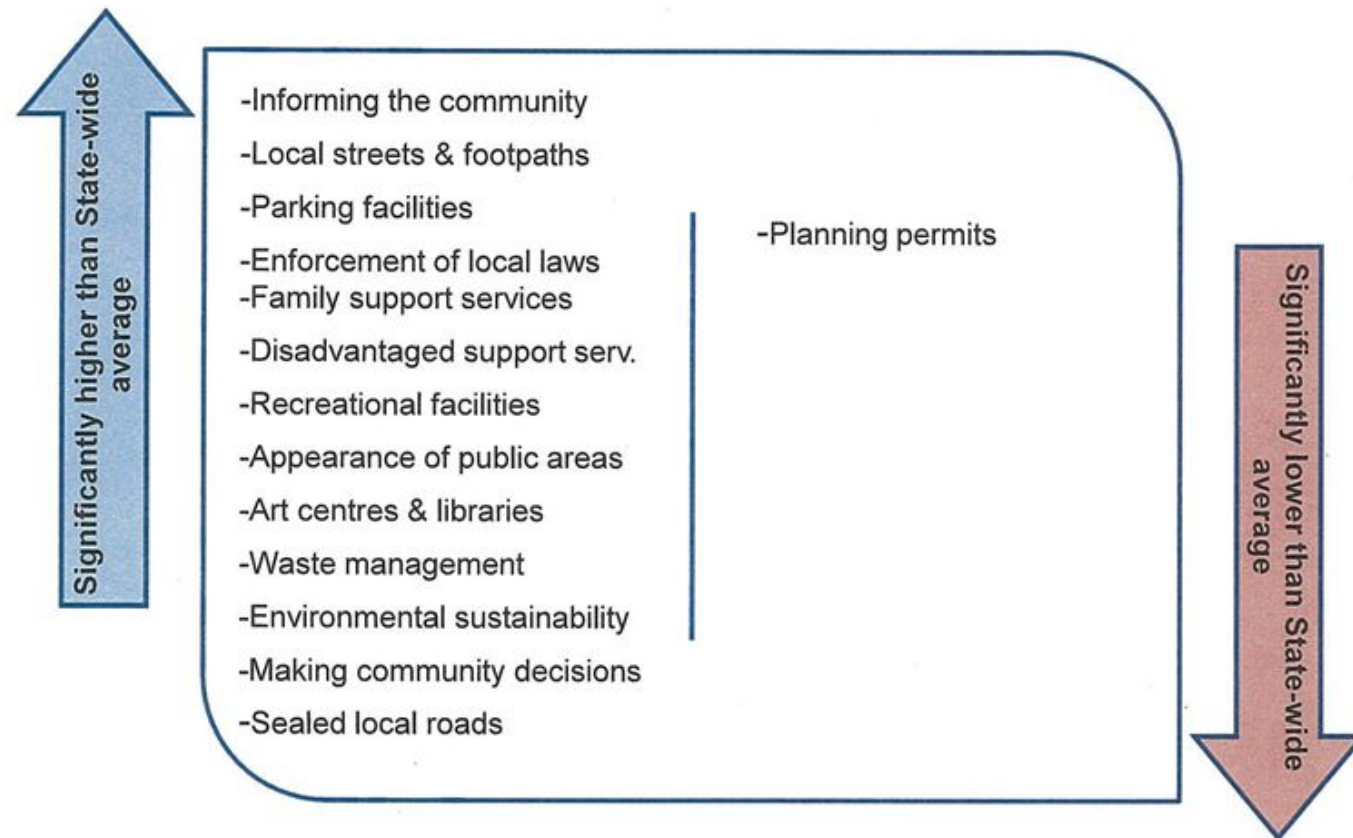 Significantly higher than State-wide
average
-Informing the community
-Local streets & footpaths
-Parking facilities
-Enforcement of local laws
-Family support services
-Disadvantaged support serv.
-Recreational facilities
-Appearance of public areas
-Art centres & libraries
-Waste management
-Environmental sustainability
-Making community decisions
-Sealed local roads
-Planning permits
Significantly lower than State-wide
average